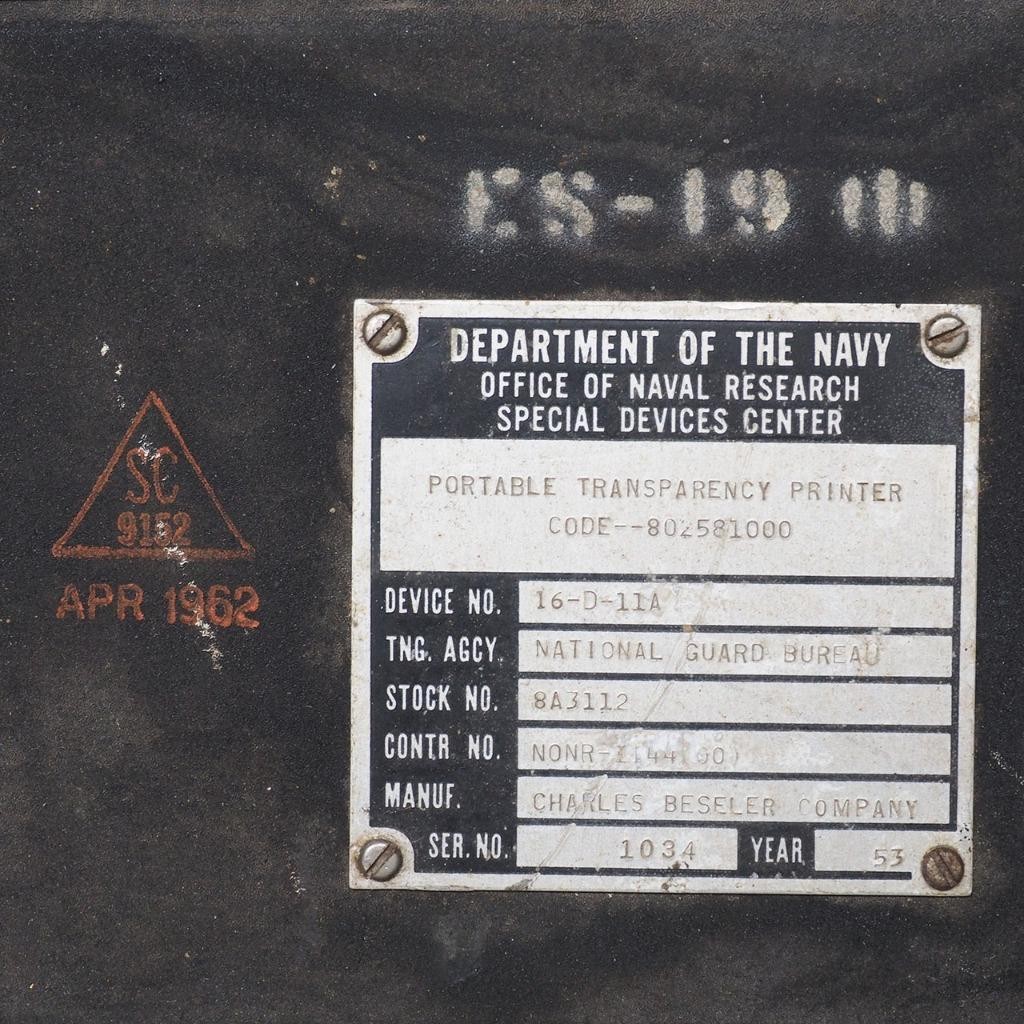 ES-19
DEPARTMENT OF THE NAVY
OFFICE OF NAVAL RESEARCH
SPECIAL DEVICES CENTER
PORTABLE TRANSPARENCY PRINTER
CODE--802581000
DEVICE NO. 16-D-11A
TNG. AGCY. NATIONAL GUARD BUREAU
STOCK NO. 8A3112
CONTR NO.
MANUF. CHARLES BESELER COMPANY
SER. NO. 1034 YEAR 53
SC
9152
APR 1962